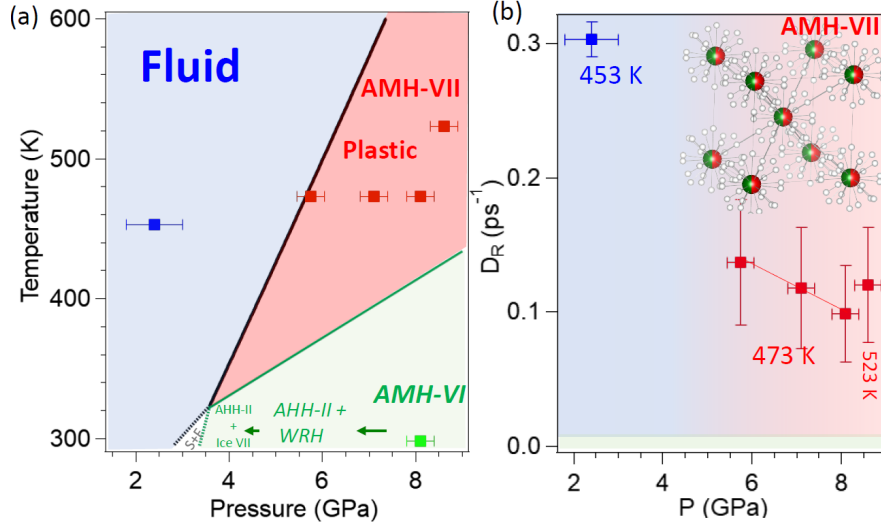 (a)
600
500
400
300
Temperature (K)
Fluid
AMH-VII
Plastic
AMH-VI
AHH-II
+
Ice VII
AHH-II +
WRH
S+F
2
4
6
8
Pressure (GPa)
(b)
0.3
0.2
0.1
0.0
D_R (ps⁻¹)
AMH-VII
453 K
473 K
523 K
2
4
6
8
P (GPa)